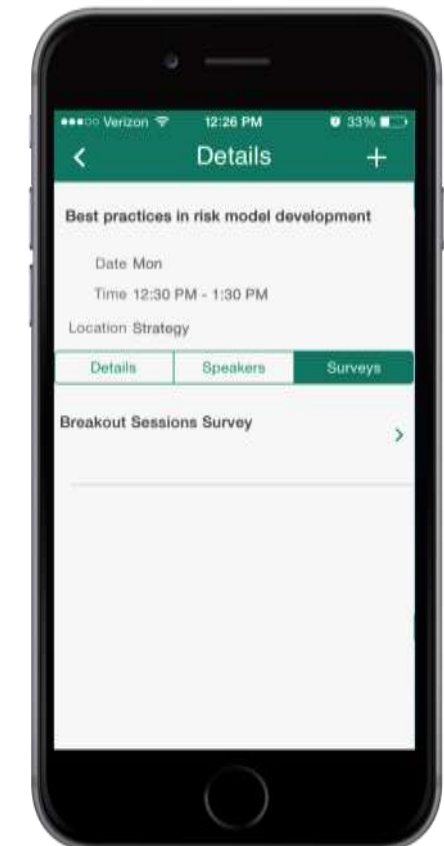 Verizon 12:26 PM 33%
Details
Best practices in risk model development
Date Mon
Time 12:30 PM - 1:30 PM
Location Strategy
Details Speakers Surveys
Breakout Sessions Survey